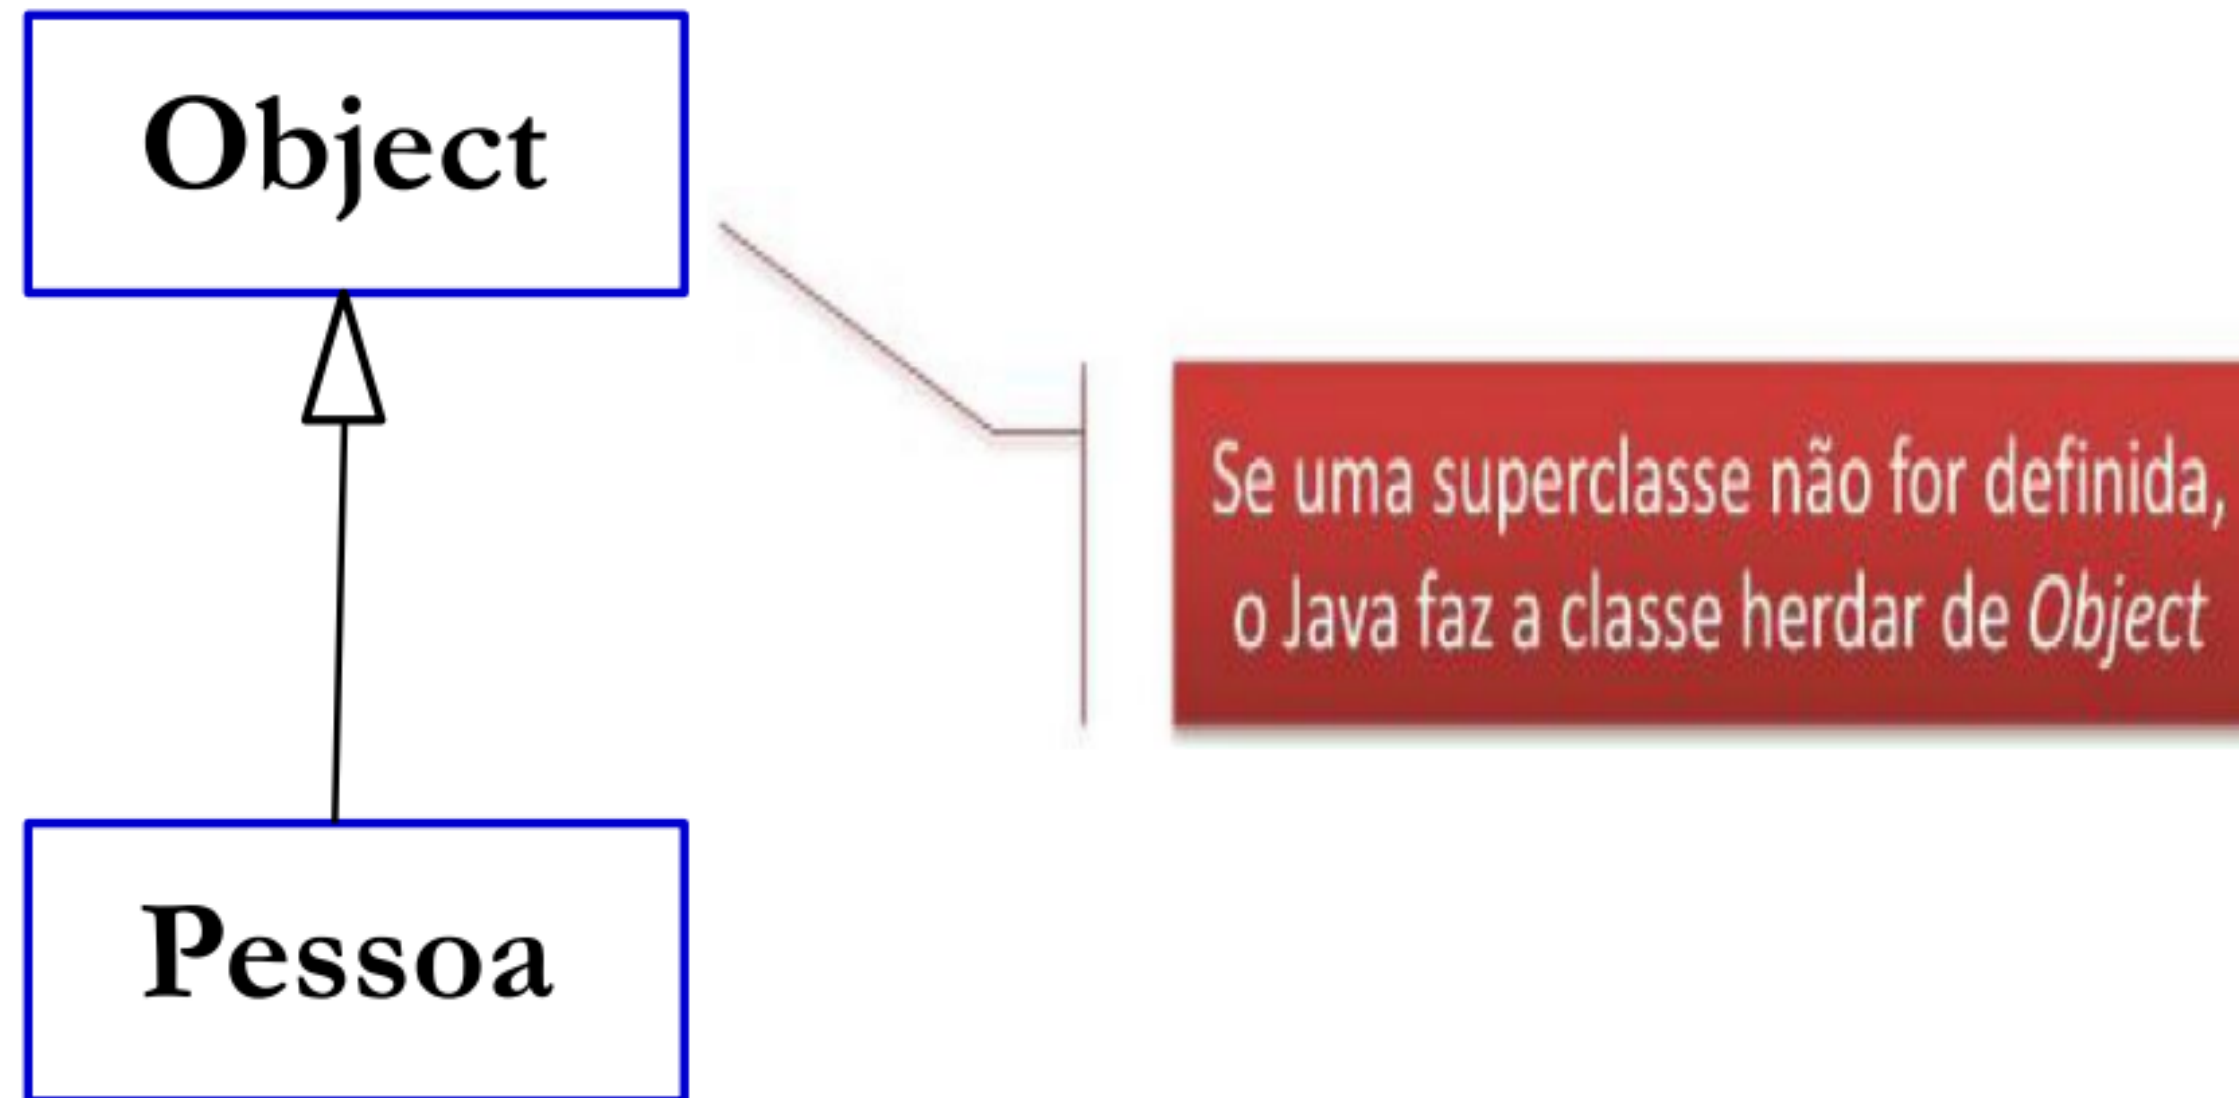 Object
Se uma superclasse não for definida,
o Java faz a classe herdar de Object
Pessoa